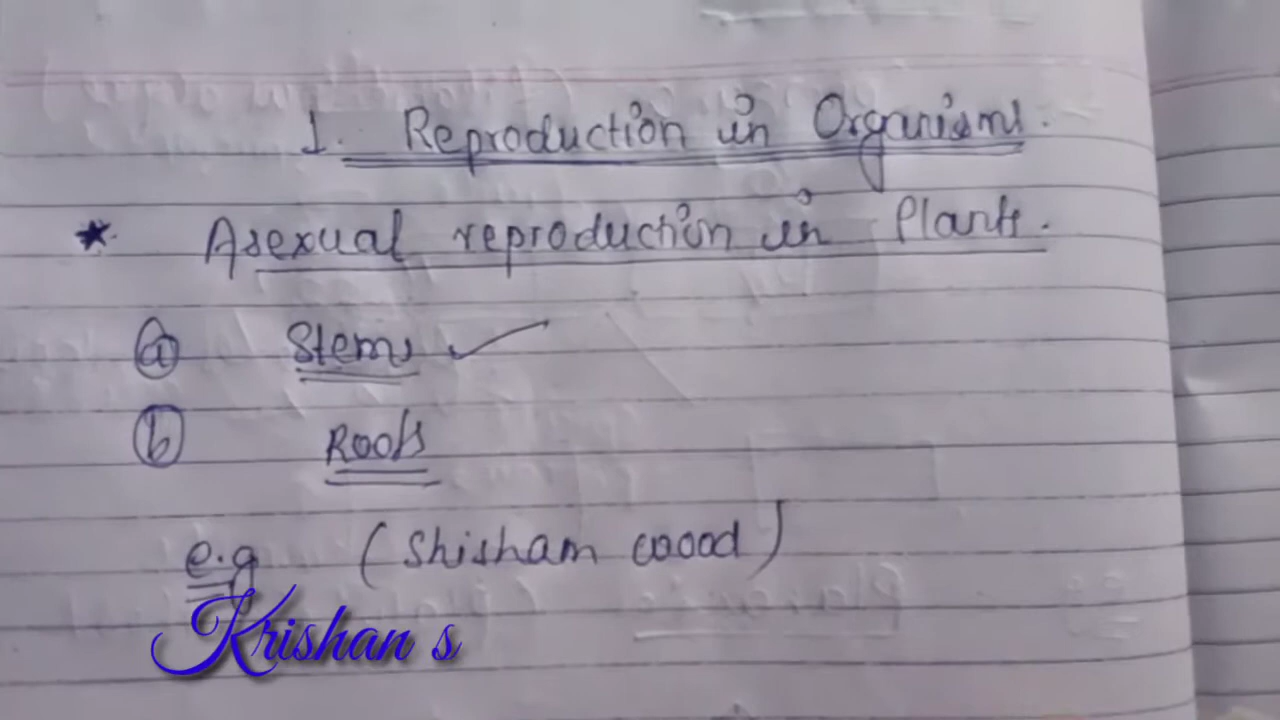 1. Reproduction in Organisms.
* Asexual reproduction in Plants.
(a) Stems ✓
(b) Roots
e.g (Shisham wood)
Krishan s